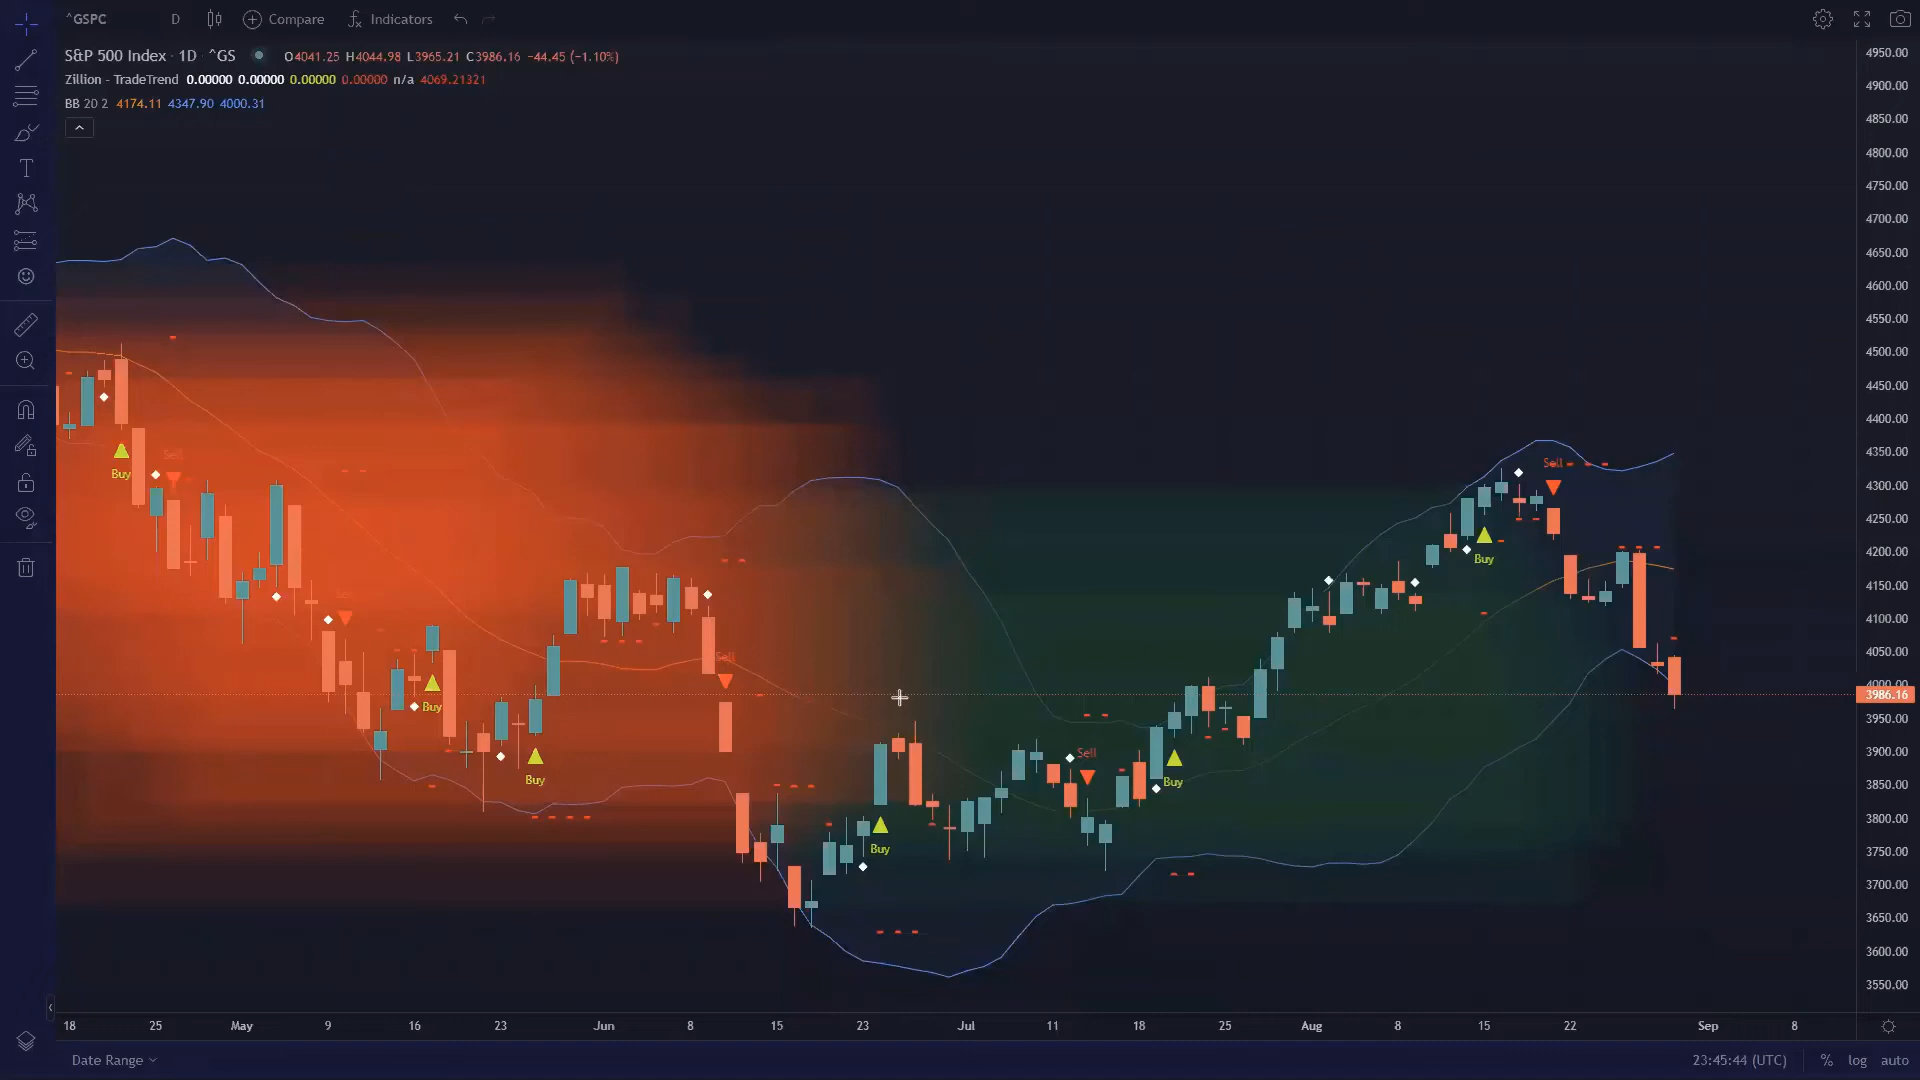 ^GSPC D Compare Indicators
S&P 500 Index · 1D ^GS O4041.25 H4044.98 L3965.21 C3986.16 −44.45 (−1.10%)
Zillion - TradeTrend 0.00000 0.00000 0.00000 0.00000 n/a 4069.21321
BB 20 2 4174.11 4347.90 4000.31
4950.00
4900.00
4850.00
4800.00
4750.00
4700.00
4650.00
4600.00
4550.00
4500.00
4450.00
4400.00
4350.00
4300.00
4250.00
4200.00
4150.00
4100.00
4050.00
4000.00
3986.16
3950.00
3900.00
3850.00
3800.00
3750.00
3700.00
3650.00
3600.00
3550.00
Buy
Sell
Buy
Buy
Sell
Buy
Sell
Buy
Buy
Sell
18 25 May 9 16 23 Jun 8 15 23 Jul 11 18 25 Aug 8 15 22 Sep 8
Date Range
23:45:44 (UTC) % log auto